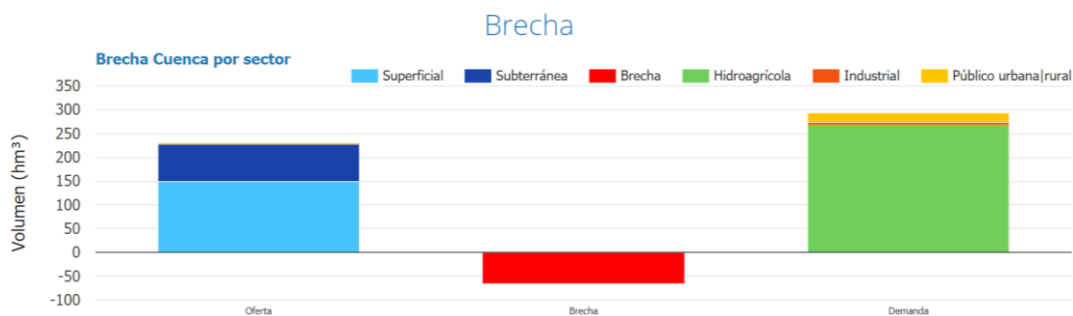 Brecha
Brecha Cuenca por sector
Superficial Subterránea Brecha Hidroagrícola Industrial Público urbana|rural
Volumen (hm³)
350
300
250
200
150
100
50
0
-50
-100
Oferta Brecha Demanda